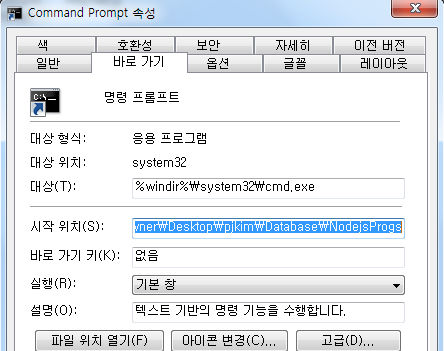 Command Prompt 속성
색 호환성 보안 자세히 이전 버전
일반 바로 가기 옵션 글꼴 레이아웃
C:\
명령 프롬프트
대상 형식: 응용 프로그램
대상 위치: system32
대상(T): %windir%₩system32₩cmd.exe
시작 위치(S): vner₩Desktop₩pjkim₩Database₩NodejsProgs
바로 가기 키(K): 없음
실행(R): 기본 창
설명(O): 텍스트 기반의 명령 기능을 수행합니다.
파일 위치 열기(F) 아이콘 변경(C)... 고급(D)...